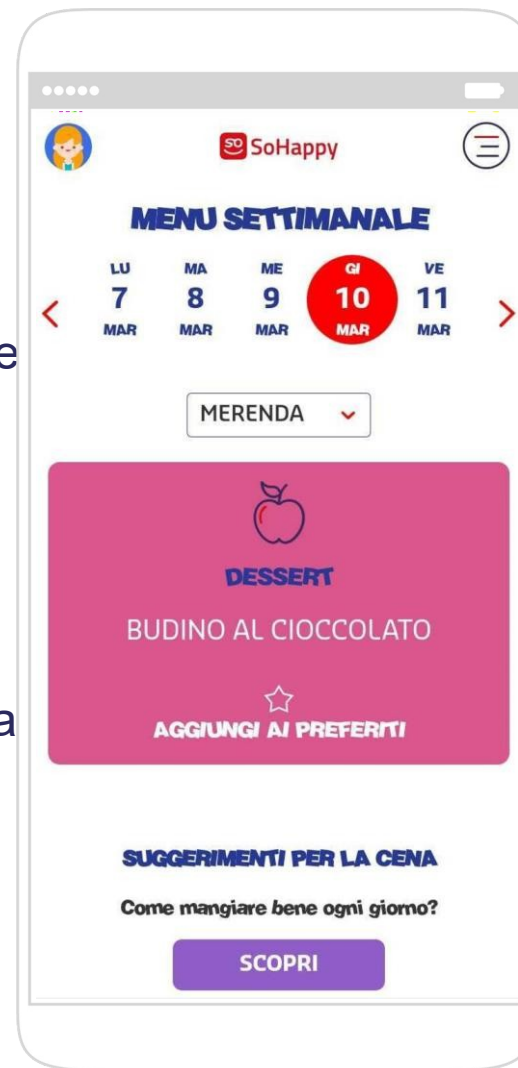 so SoHappy
MENU SETTIMANALE
LU MA ME GI VE
7 8 9 10 11
MAR MAR MAR MAR MAR
e
MERENDA
DESSERT
BUDINO AL CIOCCOLATO
a
AGGIUNGI AI PREFERITI
SUGGERIMENTI PER LA CENA
Come mangiare bene ogni giorno?
SCOPRI